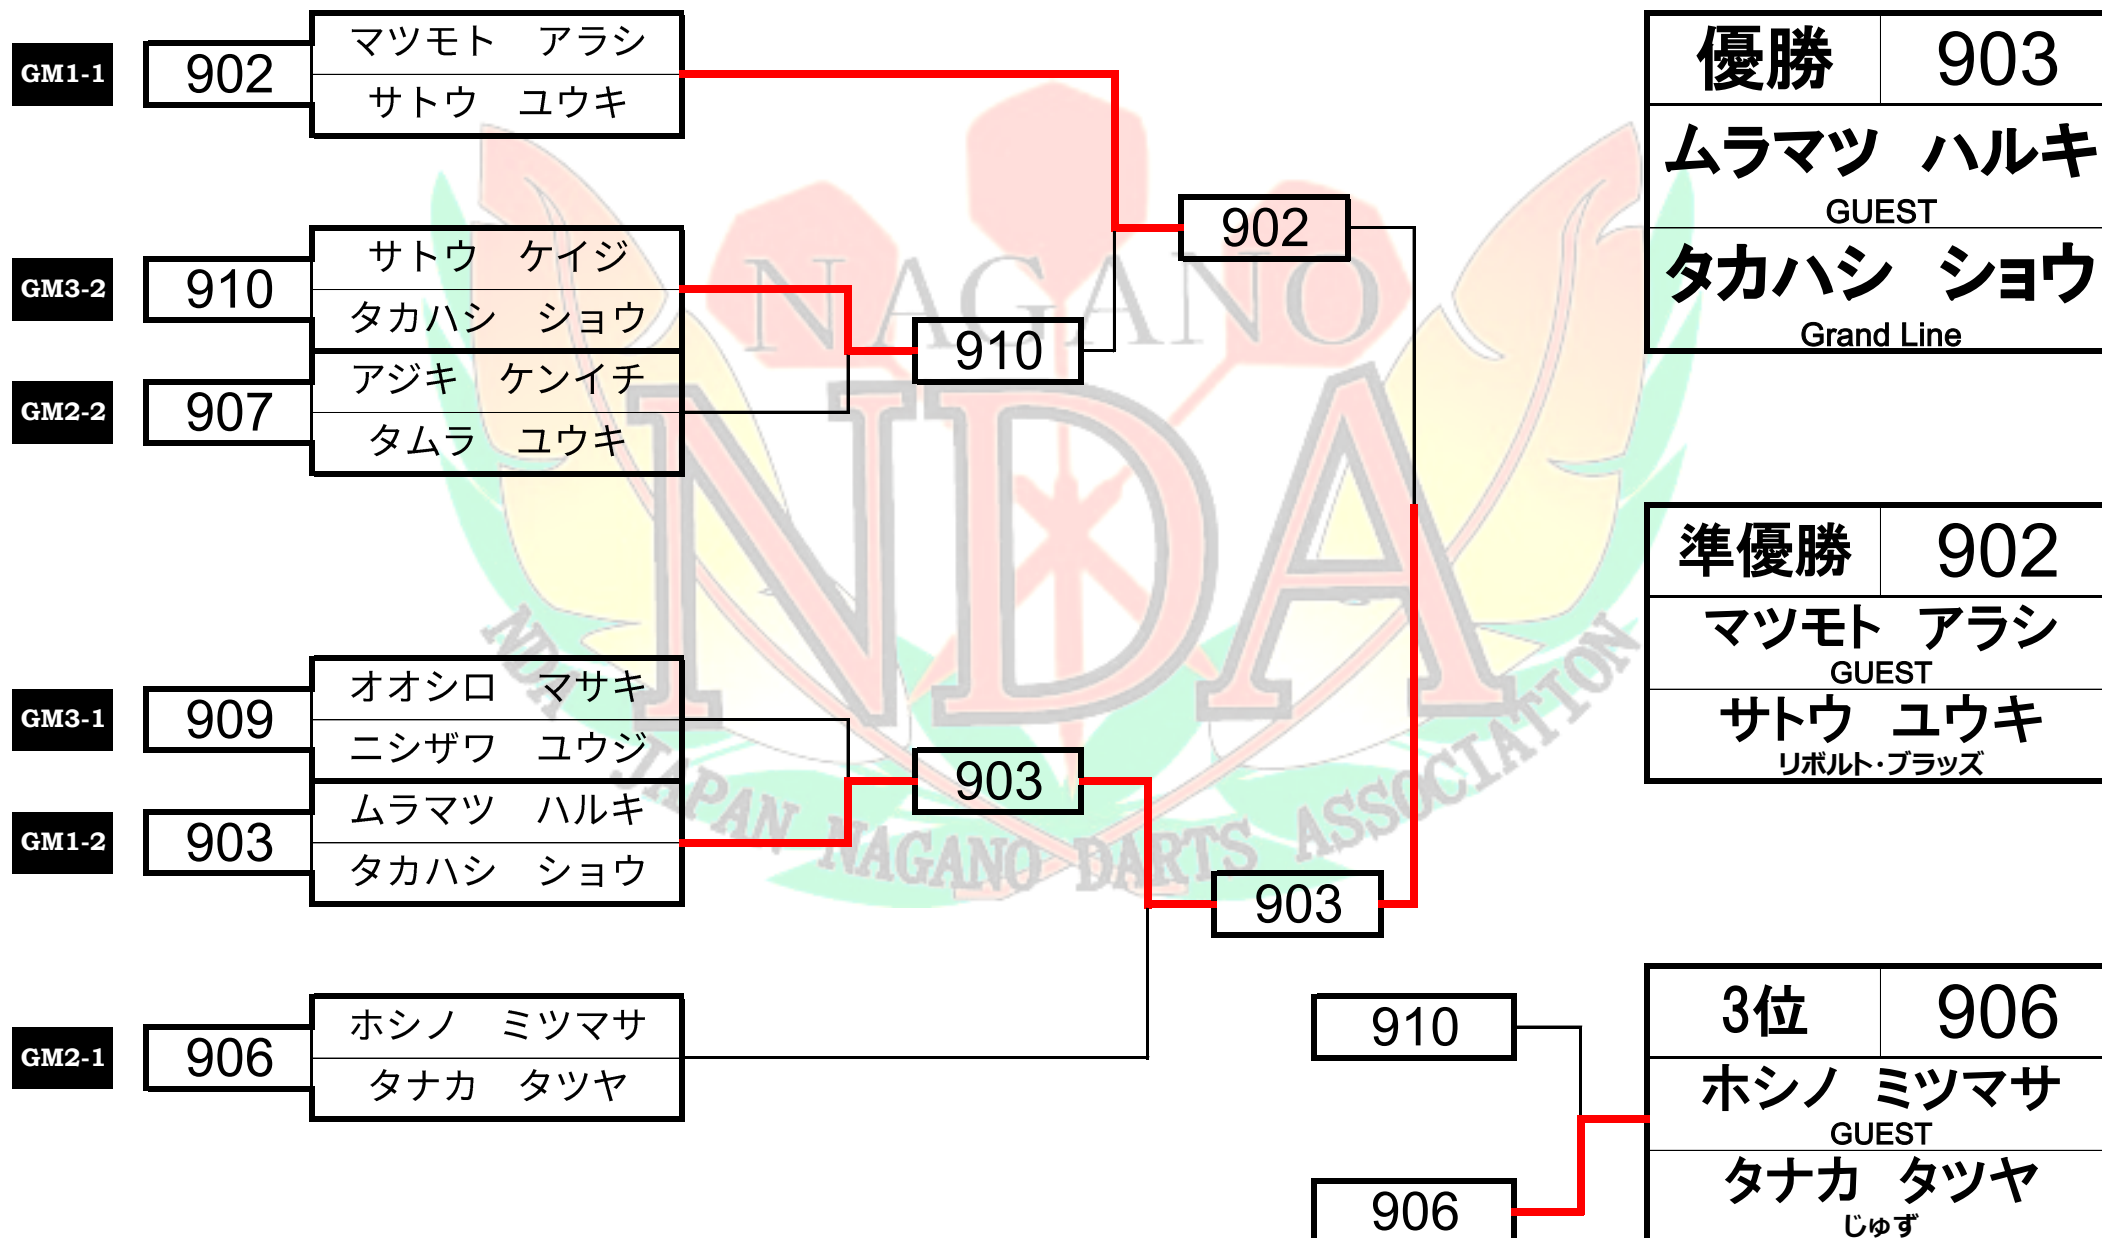 GM1-1
902
マツモト　アラシ
サトウ　ユウキ
GM3-2
910
サトウ　ケイジ
タカハシ　ショウ
GM2-2
907
アジキ　ケンイチ
タムラ　ユウキ
GM3-1
909
オオシロ　マサキ
ニシザワ　ユウジ
GM1-2
903
ムラマツ　ハルキ
タカハシ　ショウ
GM2-1
906
ホシノ　ミツマサ
タナカ　タツヤ
910
903
902
903
910
906
優勝 903
ムラマツ　ハルキ
GUEST
タカハシ　ショウ
Grand Line
準優勝 902
マツモト　アラシ
GUEST
サトウ　ユウキ
リボルト・ブラッズ
3位 906
ホシノ　ミツマサ
GUEST
タナカ　タツヤ
じゅず
NAGANO
NDA
NDA JAPAN NAGANO DARTS ASSOCIATION